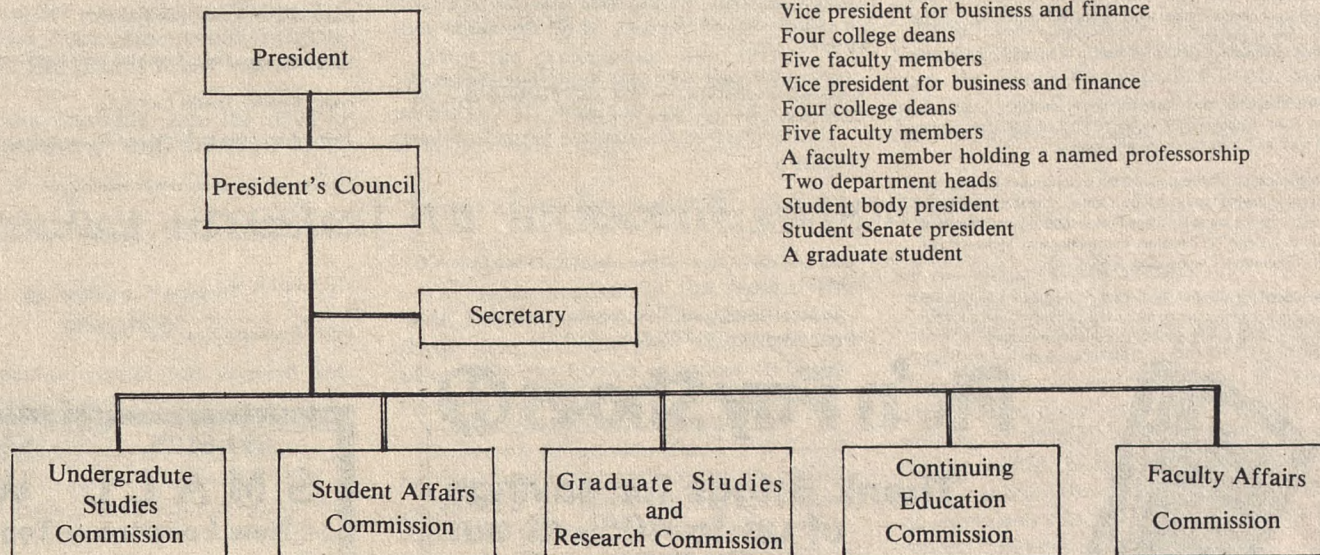 President
President's Council
Secretary
Vice president for business and finance
Four college deans
Five faculty members
Vice president for business and finance
Four college deans
Five faculty members
A faculty member holding a named professorship
Two department heads
Student body president
Student Senate president
A graduate student
Undergradute
Studies
Commission
Student Affairs
Commission
Graduate Studies
and
Research Commission
Continuing
Education
Commission
Faculty Affairs
Commission